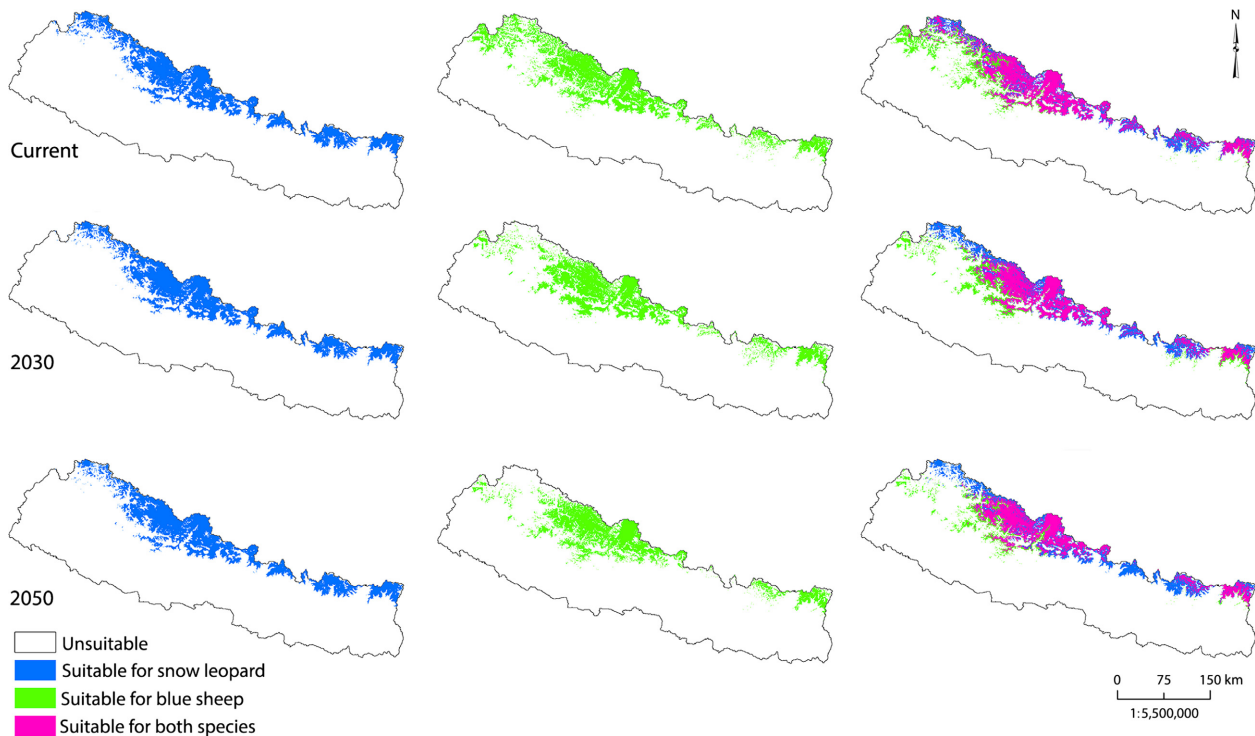 N
Current
2030
2050
Unsuitable
Suitable for snow leopard
Suitable for blue sheep
Suitable for both species
0 75 150 km
1:5,500,000